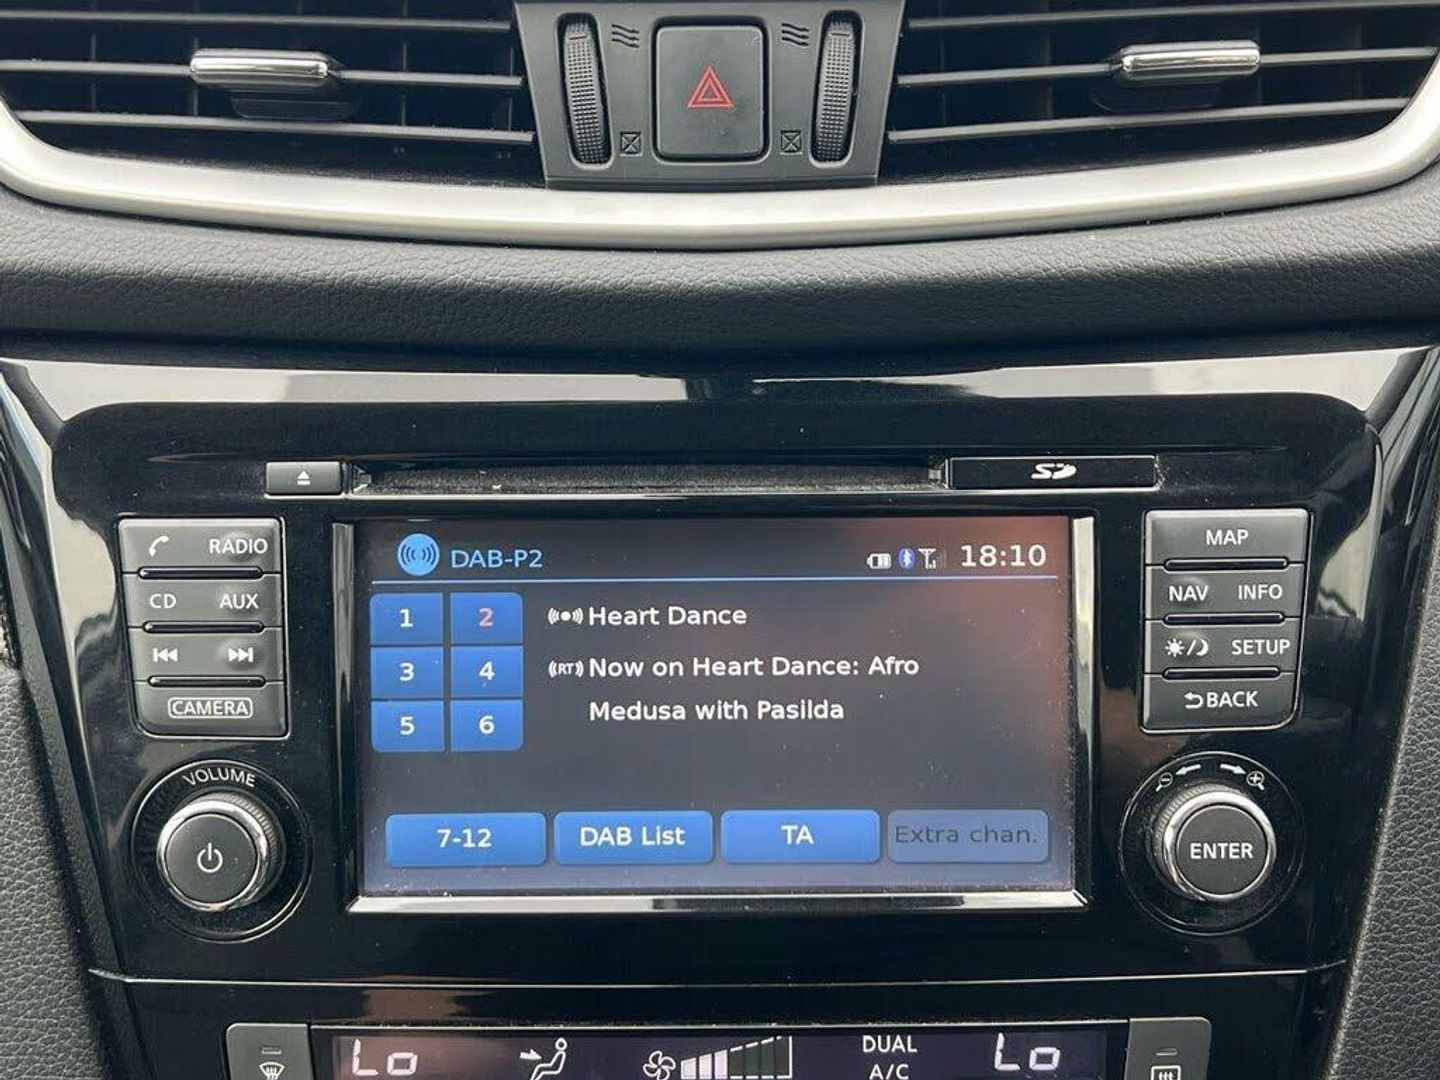 SD
RADIO
CD AUX
CAMERA
VOLUME
DAB-P2
18:10
1 2
3 4
5 6
Heart Dance
RT Now on Heart Dance: Afro
Medusa with Pasilda
7-12 DAB List TA Extra chan.
MAP
NAV INFO
SETUP
BACK
ENTER
Lo
DUAL
A/C
Lo